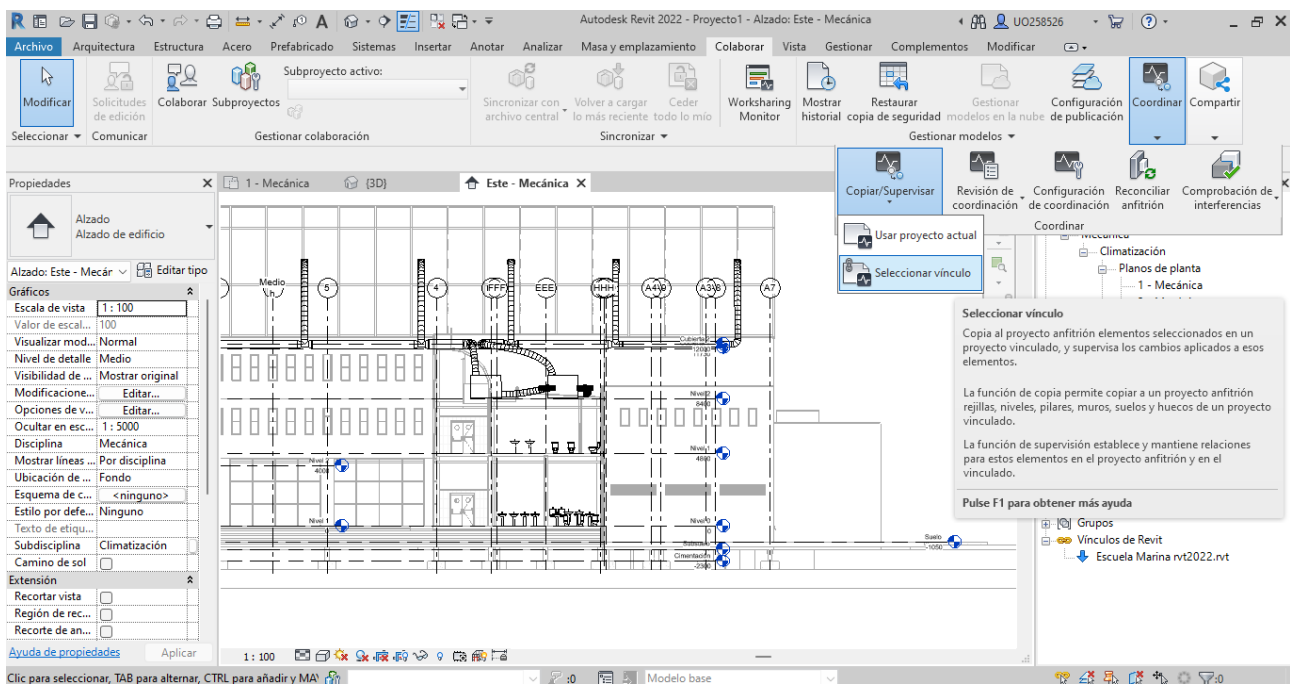 Autodesk Revit 2022 - Proyecto1 - Alzado: Este - Mecánica
UO258526
Archivo Arquitectura Estructura Acero Prefabricado Sistemas Insertar Anotar Analizar Masa y emplazamiento Colaborar Vista Gestionar Complementos Modificar
Modificar
Solicitudes de edición
Colaborar
Subproyectos
Subproyecto activo:
Sincronizar con archivo central
Volver a cargar lo más reciente
Ceder todo lo mío
Worksharing Monitor
Mostrar historial
Restaurar copia de seguridad
Gestionar modelos en la nube
Configuración de publicación
Coordinar
Compartir
Seleccionar Comunicar Gestionar colaboración Sincronizar Gestionar modelos
Copiar/Supervisar
Revisión de coordinación
Configuración de coordinación
Reconciliar anfitrión
Comprobación de interferencias
Coordinar
Usar proyecto actual
Seleccionar vínculo
Propiedades
1 - Mecánica
{3D}
Este - Mecánica
Alzado
Alzado de edificio
Alzado: Este - Mecár
Editar tipo
Gráficos
Escala de vista 1 : 100
Valor de escal... 100
Visualizar mod... Normal
Nivel de detalle Medio
Visibilidad de ... Mostrar original
Modificacione... Editar...
Opciones de v... Editar...
Ocultar en esc... 1 : 5000
Disciplina Mecánica
Mostrar líneas ... Por disciplina
Ubicación de ... Fondo
Esquema de c... <ninguno>
Estilo por defe... Ninguno
Texto de etiqu...
Subdisciplina Climatización
Camino de sol
Extensión
Recortar vista
Región de rec...
Recorte de an...
Ayuda de propiedades
Aplicar
Medio
5
4
EEE
HHH
A7
12000
Nivel 2
8400
Nivel 1
4800
4000
Nivel 1
Nivel 0
0
Suelo
-1050
Cimentación
-2300
Mecánica
Climatización
Planos de planta
1 - Mecánica
Seleccionar vínculo
Copia al proyecto anfitrión elementos seleccionados en un
proyecto vinculado, y supervisa los cambios aplicados a esos
elementos.
La función de copia permite copiar a un proyecto anfitrión
rejillas, niveles, pilares, muros, suelos y huecos de un proyecto
vinculado.
La función de supervisión establece y mantiene relaciones
para estos elementos en el proyecto anfitrión y en el
vinculado.
Pulse F1 para obtener más ayuda
Grupos
Vínculos de Revit
Escuela Marina rvt2022.rvt
1 : 100
Clic para seleccionar, TAB para alternar, CTRL para añadir y MA
:0
Modelo base
:0